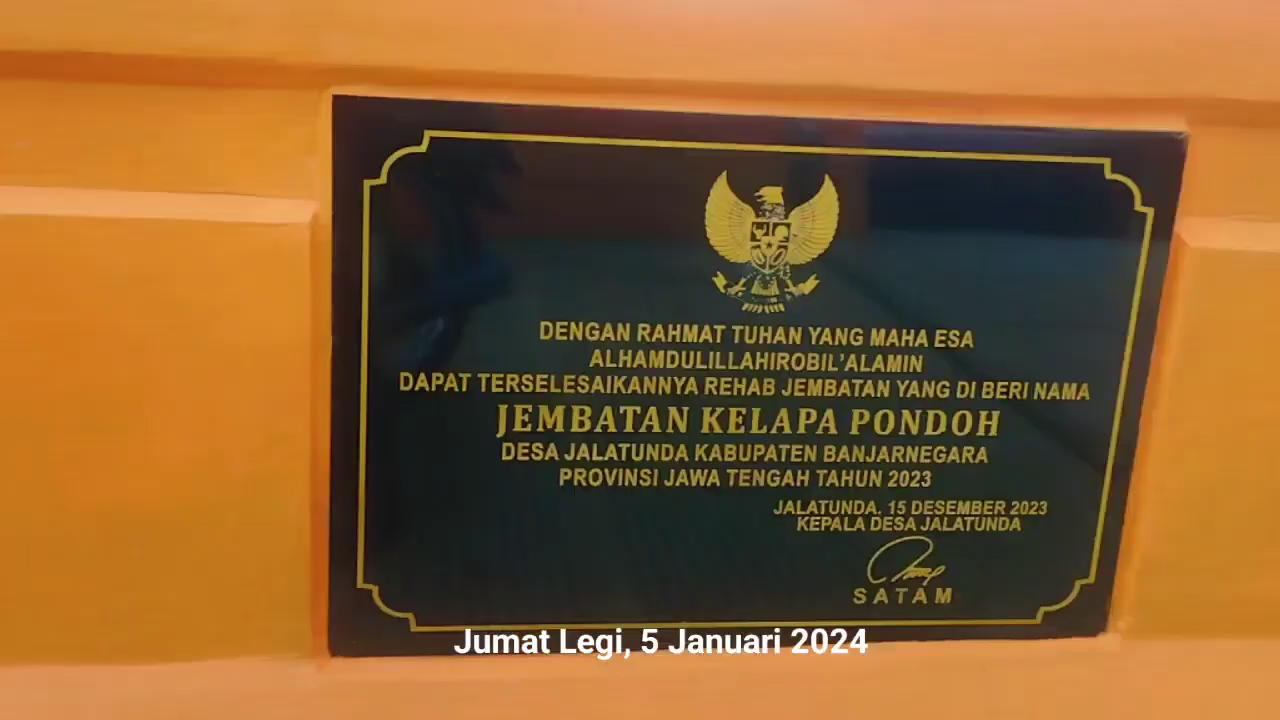 DENGAN RAHMAT TUHAN YANG MAHA ESA
ALHAMDULILLAHIROBIL'ALAMIN
DAPAT TERSELESAIKANNYA REHAB JEMBATAN YANG DI BERI NAMA
JEMBATAN KELAPA PONDOH
DESA JALATUNDA KABUPATEN BANJARNEGARA
PROVINSI JAWA TENGAH TAHUN 2023
JALATUNDA. 15 DESEMBER 2023
KEPALA DESA JALATUNDA
SATAM
Jumat Legi, 5 Januari 2024